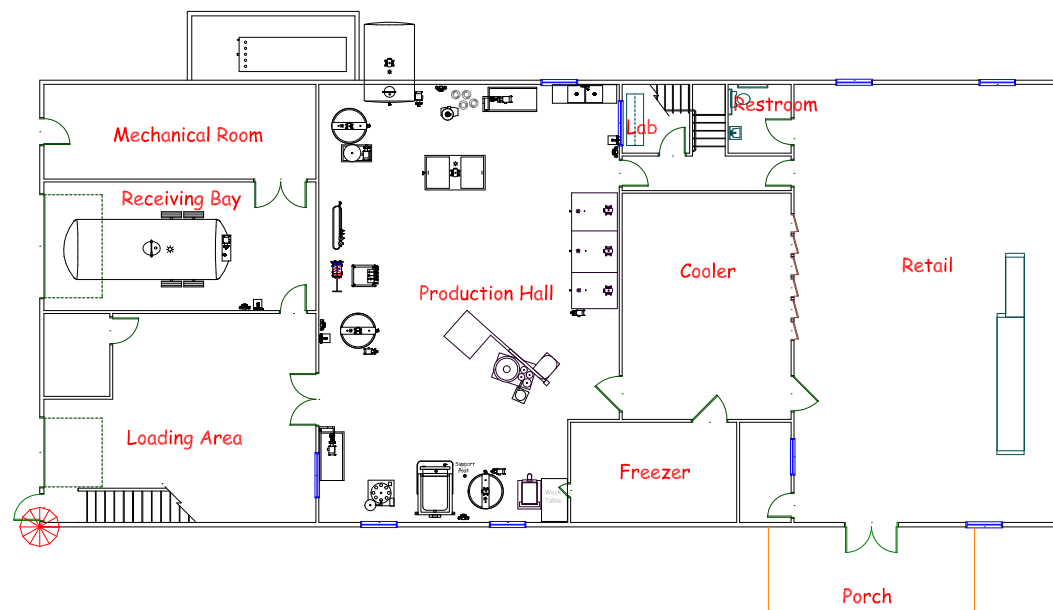 Restroom
Mechanical Room
Lab
Receiving Bay
Cooler
Retail
Production Hall
Loading Area
Support
Post
Freezer
Work
Table
Porch